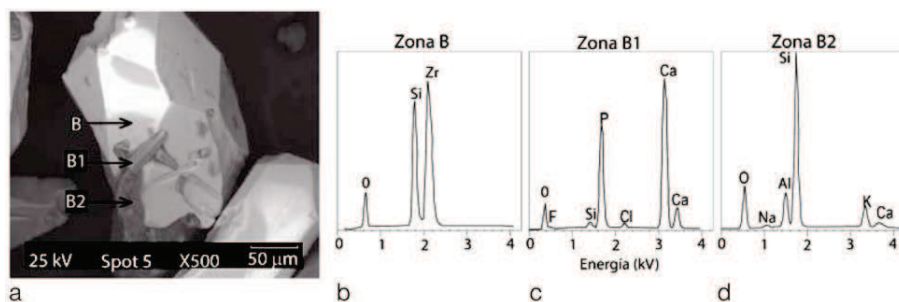 B
B1
B2
25 kV Spot 5 X500 50 µm
a
Zona B
Si
Zr
O
0 1 2 3 4
b
Zona B1
Ca
P
O
F
Si
Cl
Ca
0 1 2 3 4
Energía (kV)
c
Zona B2
Si
O
Na
Al
K
Ca
0 1 2 3 4
d